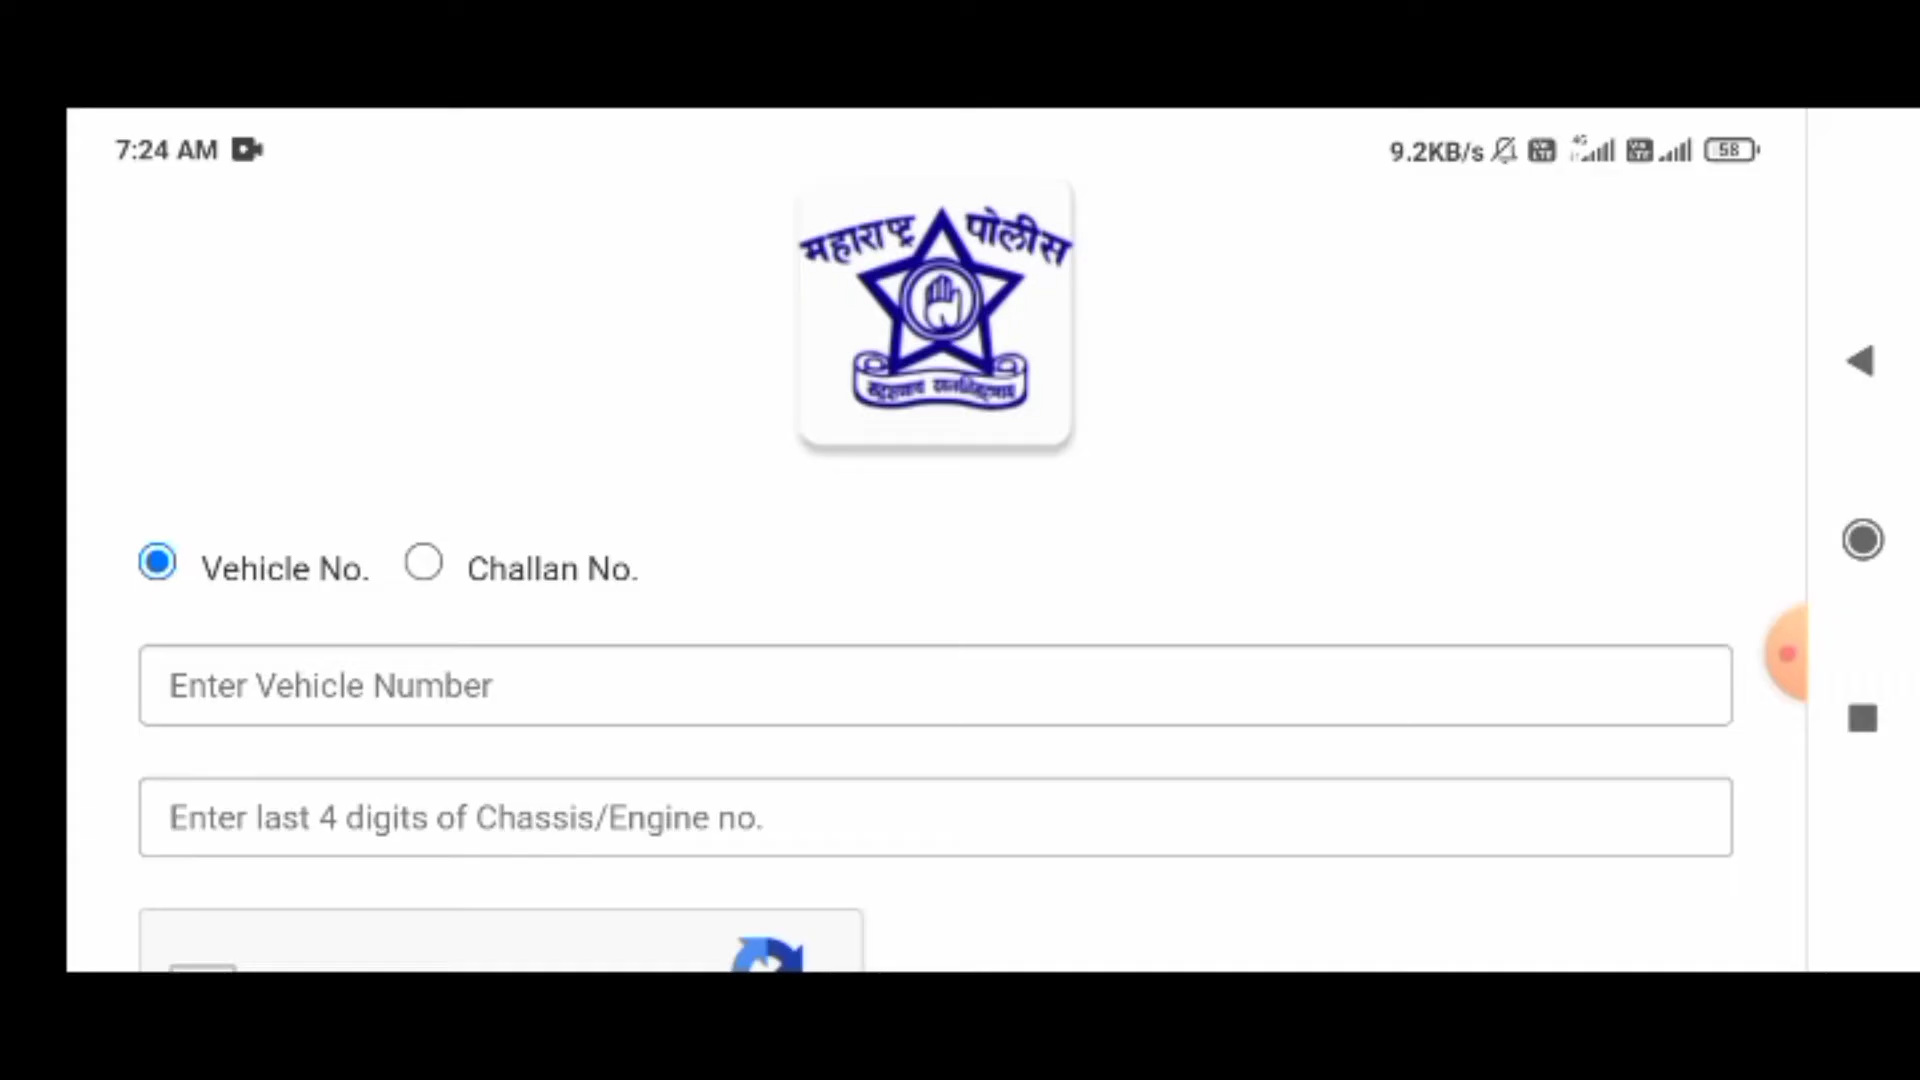 7:24 AM
9.2KB/s 4G 58
महाराष्ट्र पोलीस
Vehicle No. Challan No.
Enter Vehicle Number
Enter last 4 digits of Chassis/Engine no.